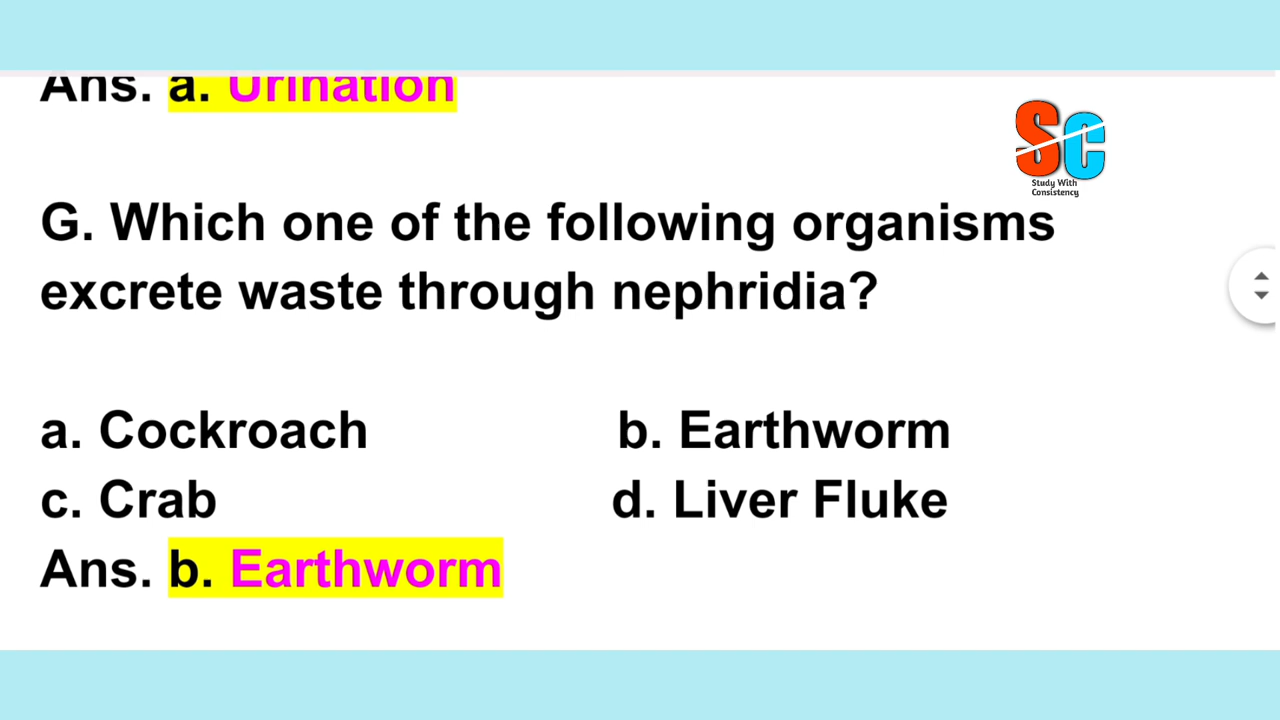 Ans. a. Urination
SC
Study With
Consistency
G. Which one of the following organisms
excrete waste through nephridia?
a. Cockroach b. Earthworm
c. Crab d. Liver Fluke
Ans. b. Earthworm